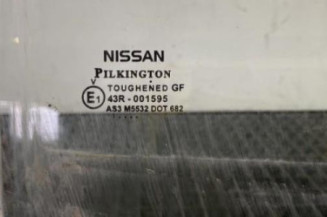 NISSAN
PILKINGTON
TOUGHENED GF
E1 43R - 001595
AS3 M5532 DOT 682